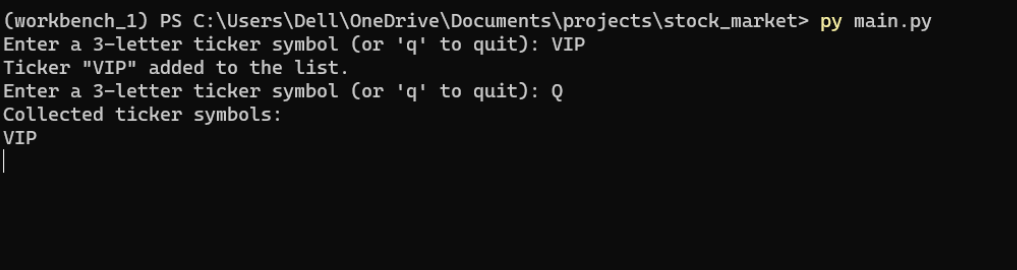 (workbench_1) PS C:\Users\Dell\OneDrive\Documents\projects\stock_market> py main.py
Enter a 3-letter ticker symbol (or 'q' to quit): VIP
Ticker "VIP" added to the list.
Enter a 3-letter ticker symbol (or 'q' to quit): Q
Collected ticker symbols:
VIP